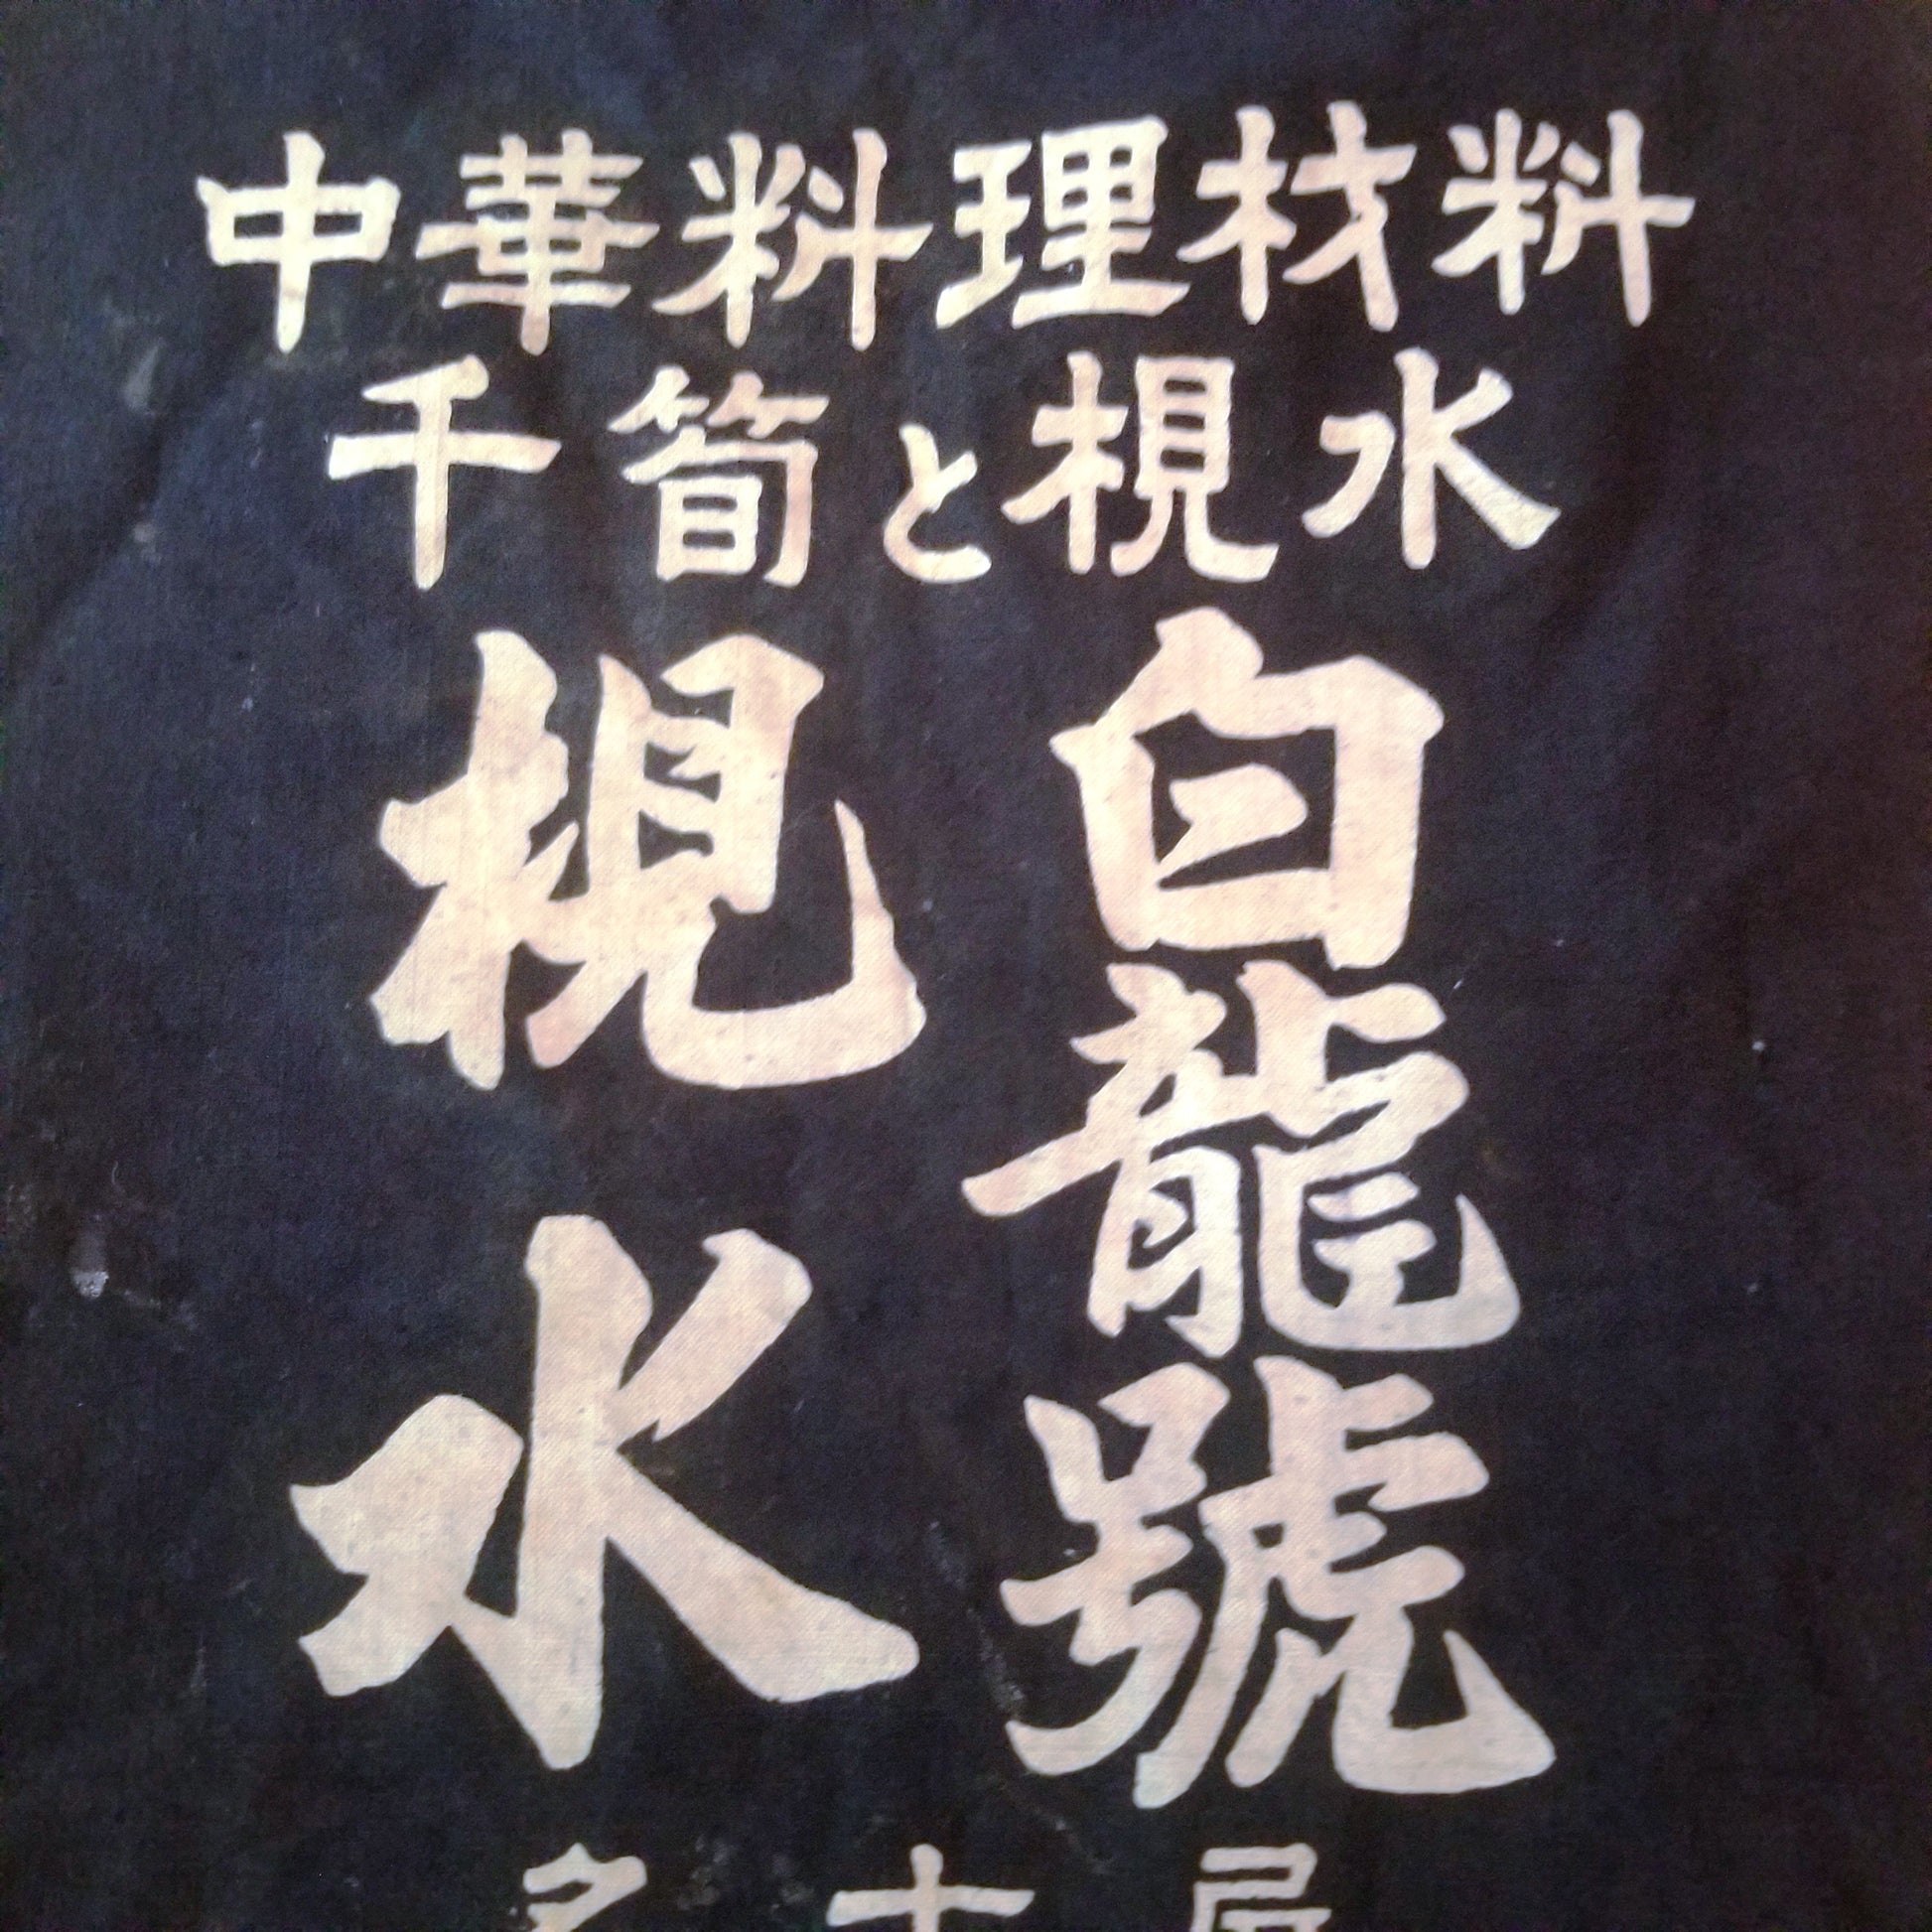 中華料理材料
千筍と梘水
白龍號
梘水